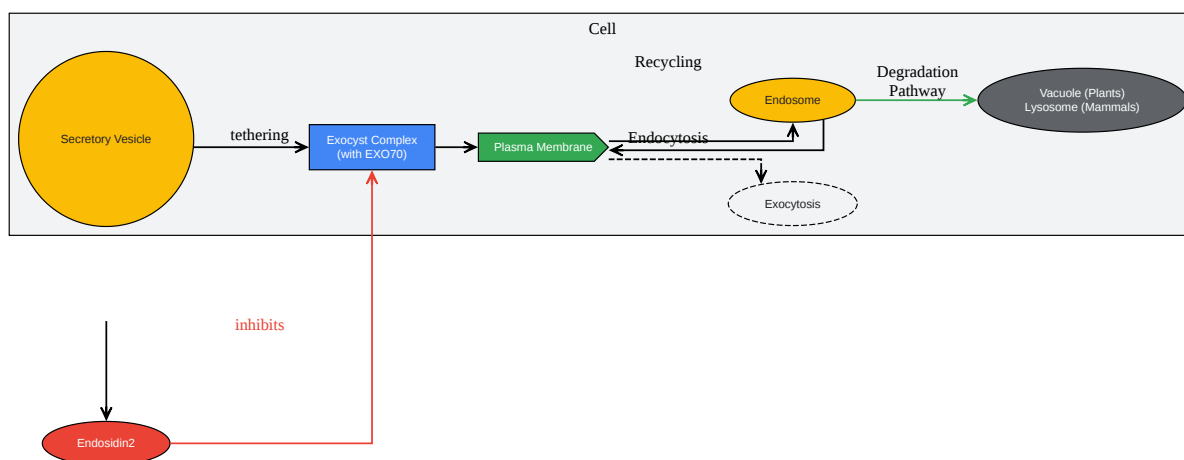 Cell
Recycling
Degradation
Pathway
Endosome
Vacuole (Plants)
Lysosome (Mammals)
Secretory Vesicle
tethering
Exocyst Complex
(with EXO70)
Plasma Membrane
Endocytosis
Exocytosis
inhibits
Endosidin2